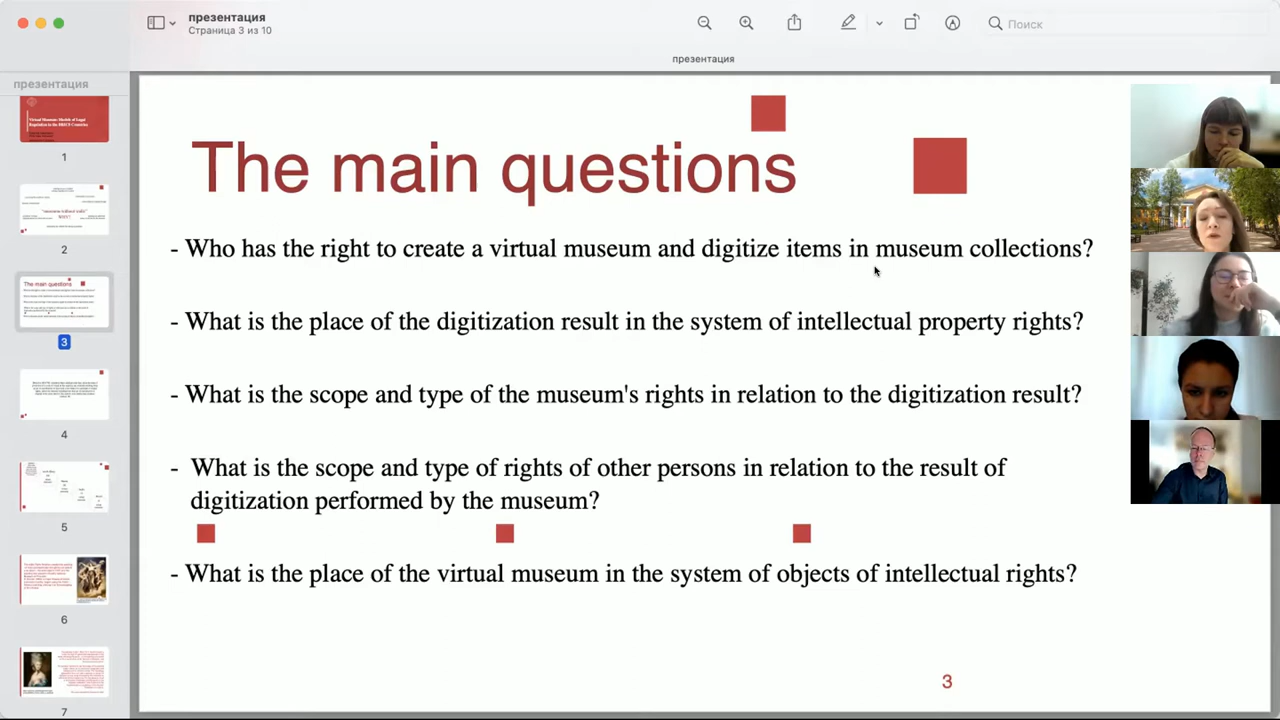 презентация
Страница 3 из 10
Поиск
презентация
презентация
1
2
The main questions
3
4
5
6
7
The main questions
- Who has the right to create a virtual museum and digitize items in museum collections?
- What is the place of the digitization result in the system of intellectual property rights?
- What is the scope and type of the museum's rights in relation to the digitization result?
- What is the scope and type of rights of other persons in relation to the result of
digitization performed by the museum?
- What is the place of the virtual museum in the system of objects of intellectual rights?
3